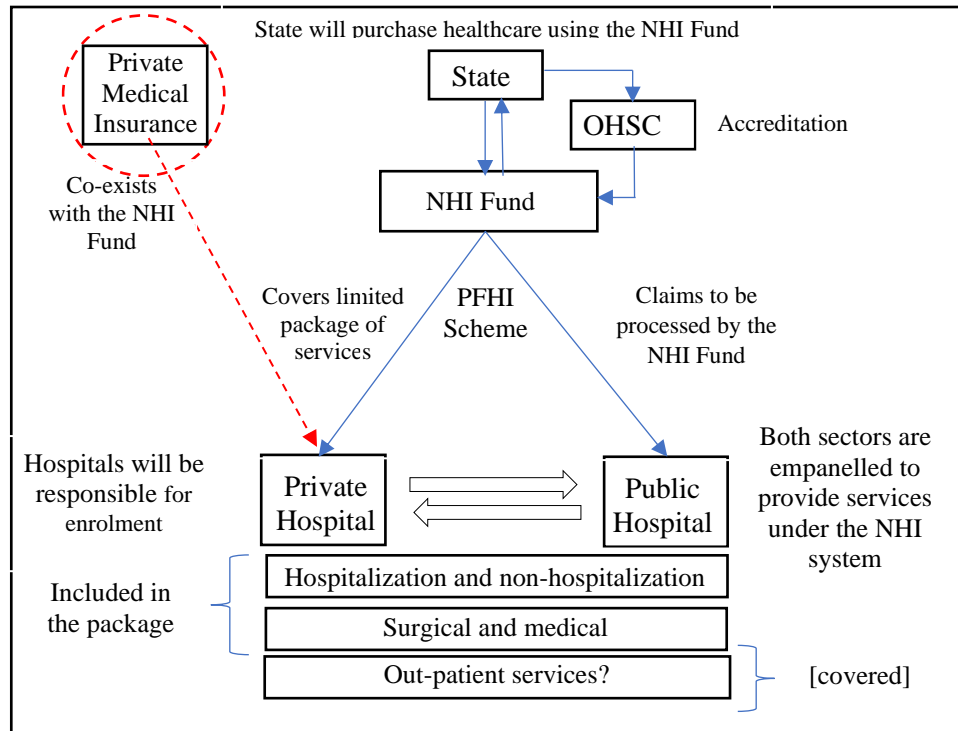 State will purchase healthcare using the NHI Fund
Private
Medical
Insurance
State
OHSC
Accreditation
Co-exists
with the NHI
Fund
NHI Fund
Covers limited
package of
services
PFHI
Scheme
Claims to be
processed by the
NHI Fund
Hospitals will be
responsible for
enrolment
Private
Hospital
Public
Hospital
Both sectors are
empanelled to
provide services
under the NHI
system
Included in
the package
Hospitalization and non-hospitalization
Surgical and medical
Out-patient services?
[covered]